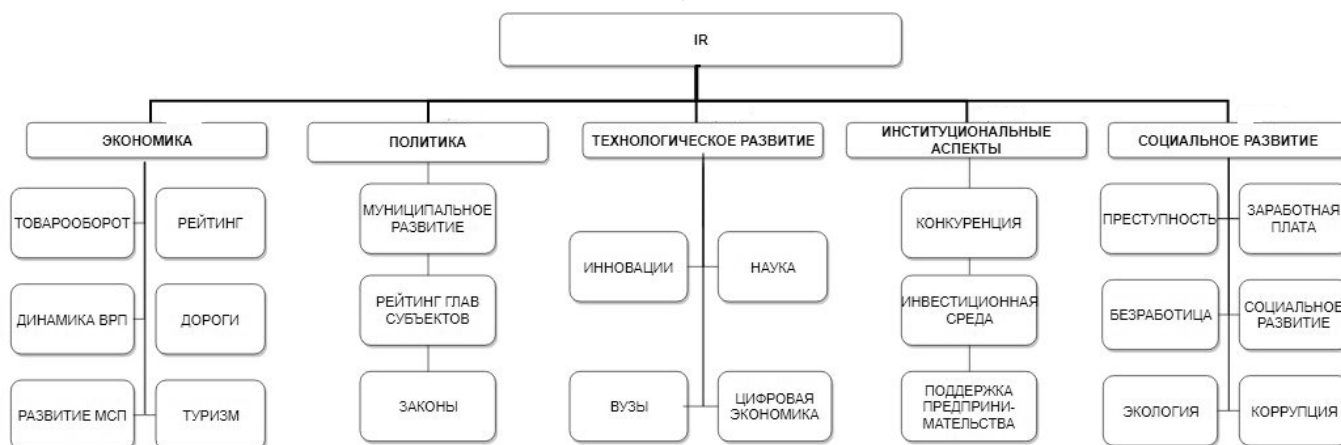 IR
ЭКОНОМИКА
ТОВАРООБОРОТ
РЕЙТИНГ
ДИНАМИКА ВРП
ДОРОГИ
РАЗВИТИЕ МСП
ТУРИЗМ
ПОЛИТИКА
МУНИЦИПАЛЬНОЕ
РАЗВИТИЕ
РЕЙТИНГ ГЛАВ
СУБЪЕКТОВ
ЗАКОНЫ
ТЕХНОЛОГИЧЕСКОЕ РАЗВИТИЕ
ИННОВАЦИИ
НАУКА
ВУЗЫ
ЦИФРОВАЯ
ЭКОНОМИКА
ИНСТИТУЦИОНАЛЬНЫЕ
АСПЕКТЫ
КОНКУРЕНЦИЯ
ИНВЕСТИЦИОННАЯ
СРЕДА
ПОДДЕРЖКА
ПРЕДПРИНИ-
МАТЕЛЬСТВА
СОЦИАЛЬНОЕ РАЗВИТИЕ
ПРЕСТУПНОСТЬ
ЗАРАБОТНАЯ
ПЛАТА
БЕЗРАБОТИЦА
СОЦИАЛЬНОЕ
РАЗВИТИЕ
ЭКОЛОГИЯ
КОРРУПЦИЯ